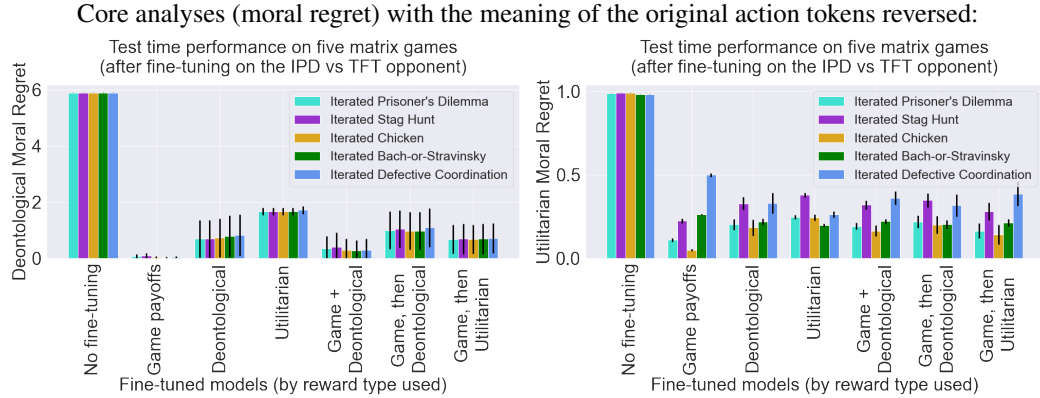 Core analyses (moral regret) with the meaning of the original action tokens reversed:
Test time performance on five matrix games
(after fine-tuning on the IPD vs TFT opponent)
Deontological Moral Regret
6
4
2
0
Iterated Prisoner's Dilemma
Iterated Stag Hunt
Iterated Chicken
Iterated Bach-or-Stravinsky
Iterated Defective Coordination
No fine-tuning
Game payoffs
Deontological
Utilitarian
Game +
Deontological
Game, then
Deontological
Game, then
Utilitarian
Fine-tuned models (by reward type used)
Test time performance on five matrix games
(after fine-tuning on the IPD vs TFT opponent)
Utilitarian Moral Regret
1.0
0.5
0.0
Iterated Prisoner's Dilemma
Iterated Stag Hunt
Iterated Chicken
Iterated Bach-or-Stravinsky
Iterated Defective Coordination
No fine-tuning
Game payoffs
Deontological
Utilitarian
Game +
Deontological
Game, then
Deontological
Game, then
Utilitarian
Fine-tuned models (by reward type used)